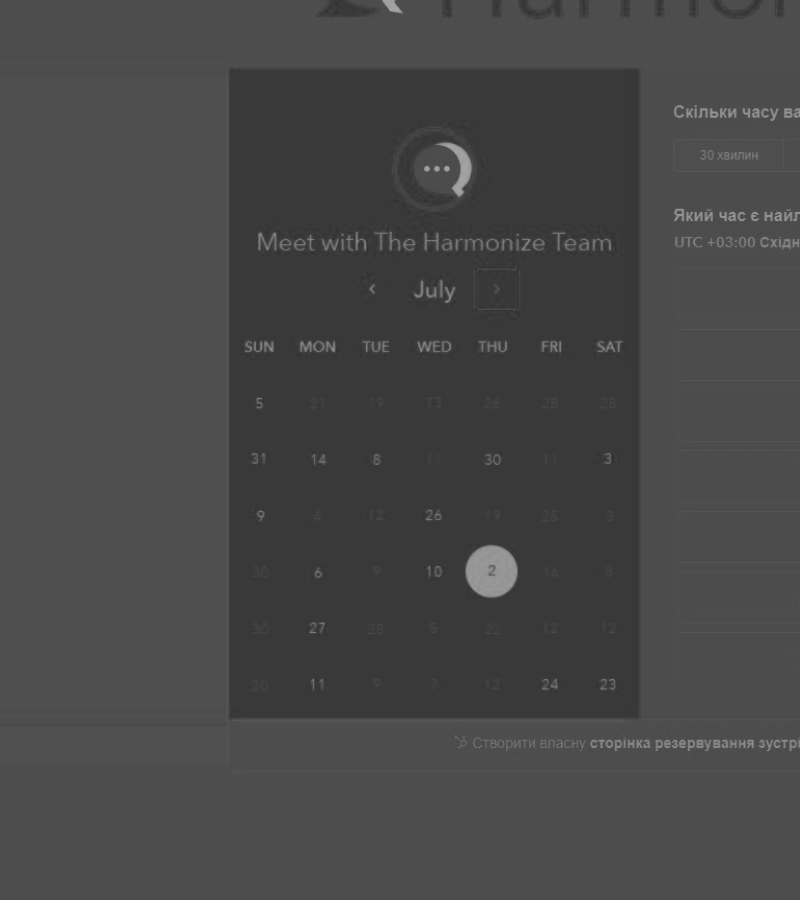 Harmon
Скільки часу ва
30 хвилин
Meet with The Harmonize Team
Який час є найл
UTC +03:00 Східн
July
SUN MON TUE WED THU FRI SAT
5 21 19 13 26 28 28
31 14 8 11 30 11 3
9 4 12 26 19 25 3
30 6 9 10 2 16 8
30 27 28 5 22 12 12
20 11 9 7 12 24 23
Створити власну сторінка резервування зустрі